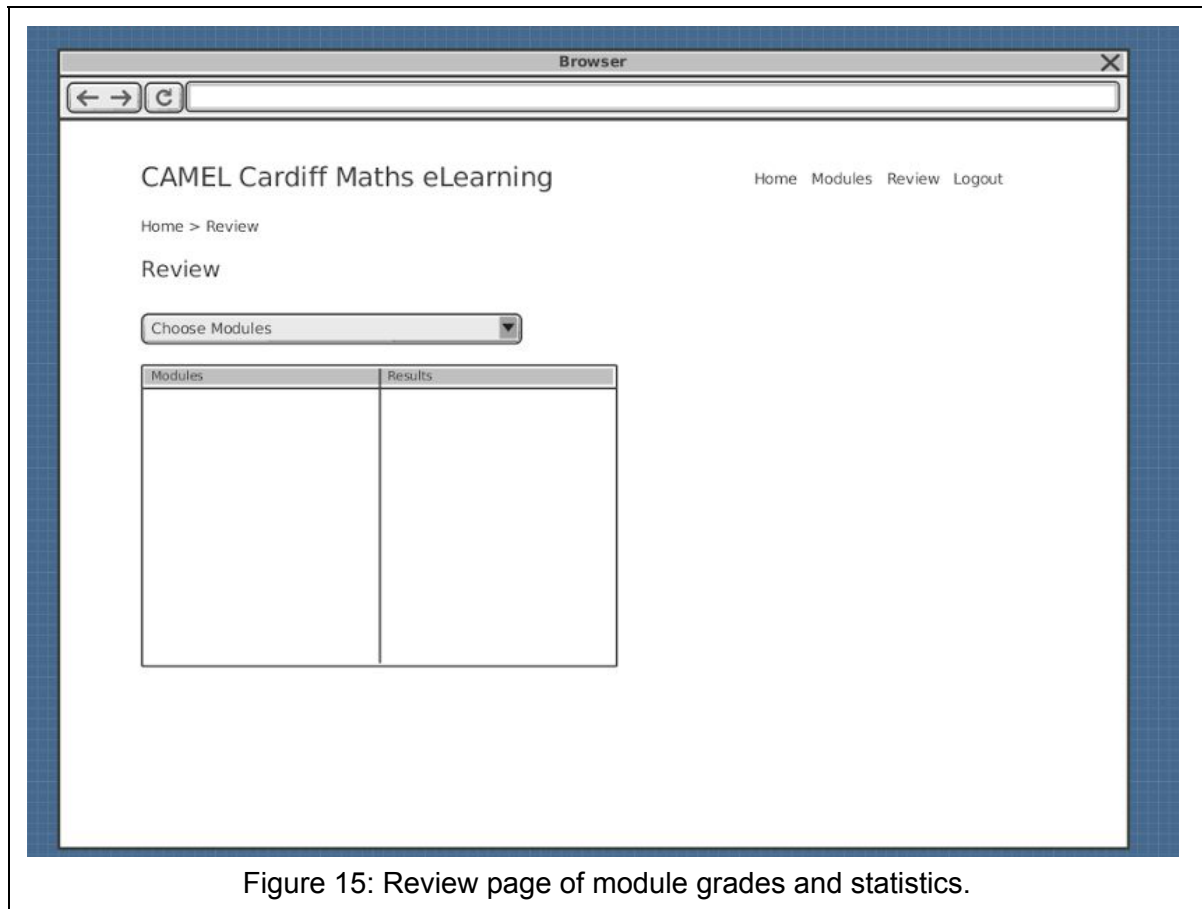 Browser
CAMEL Cardiff Maths eLearning
Home Modules Review Logout
Home > Review
Review
Choose Modules
Modules Results
Figure 15: Review page of module grades and statistics.